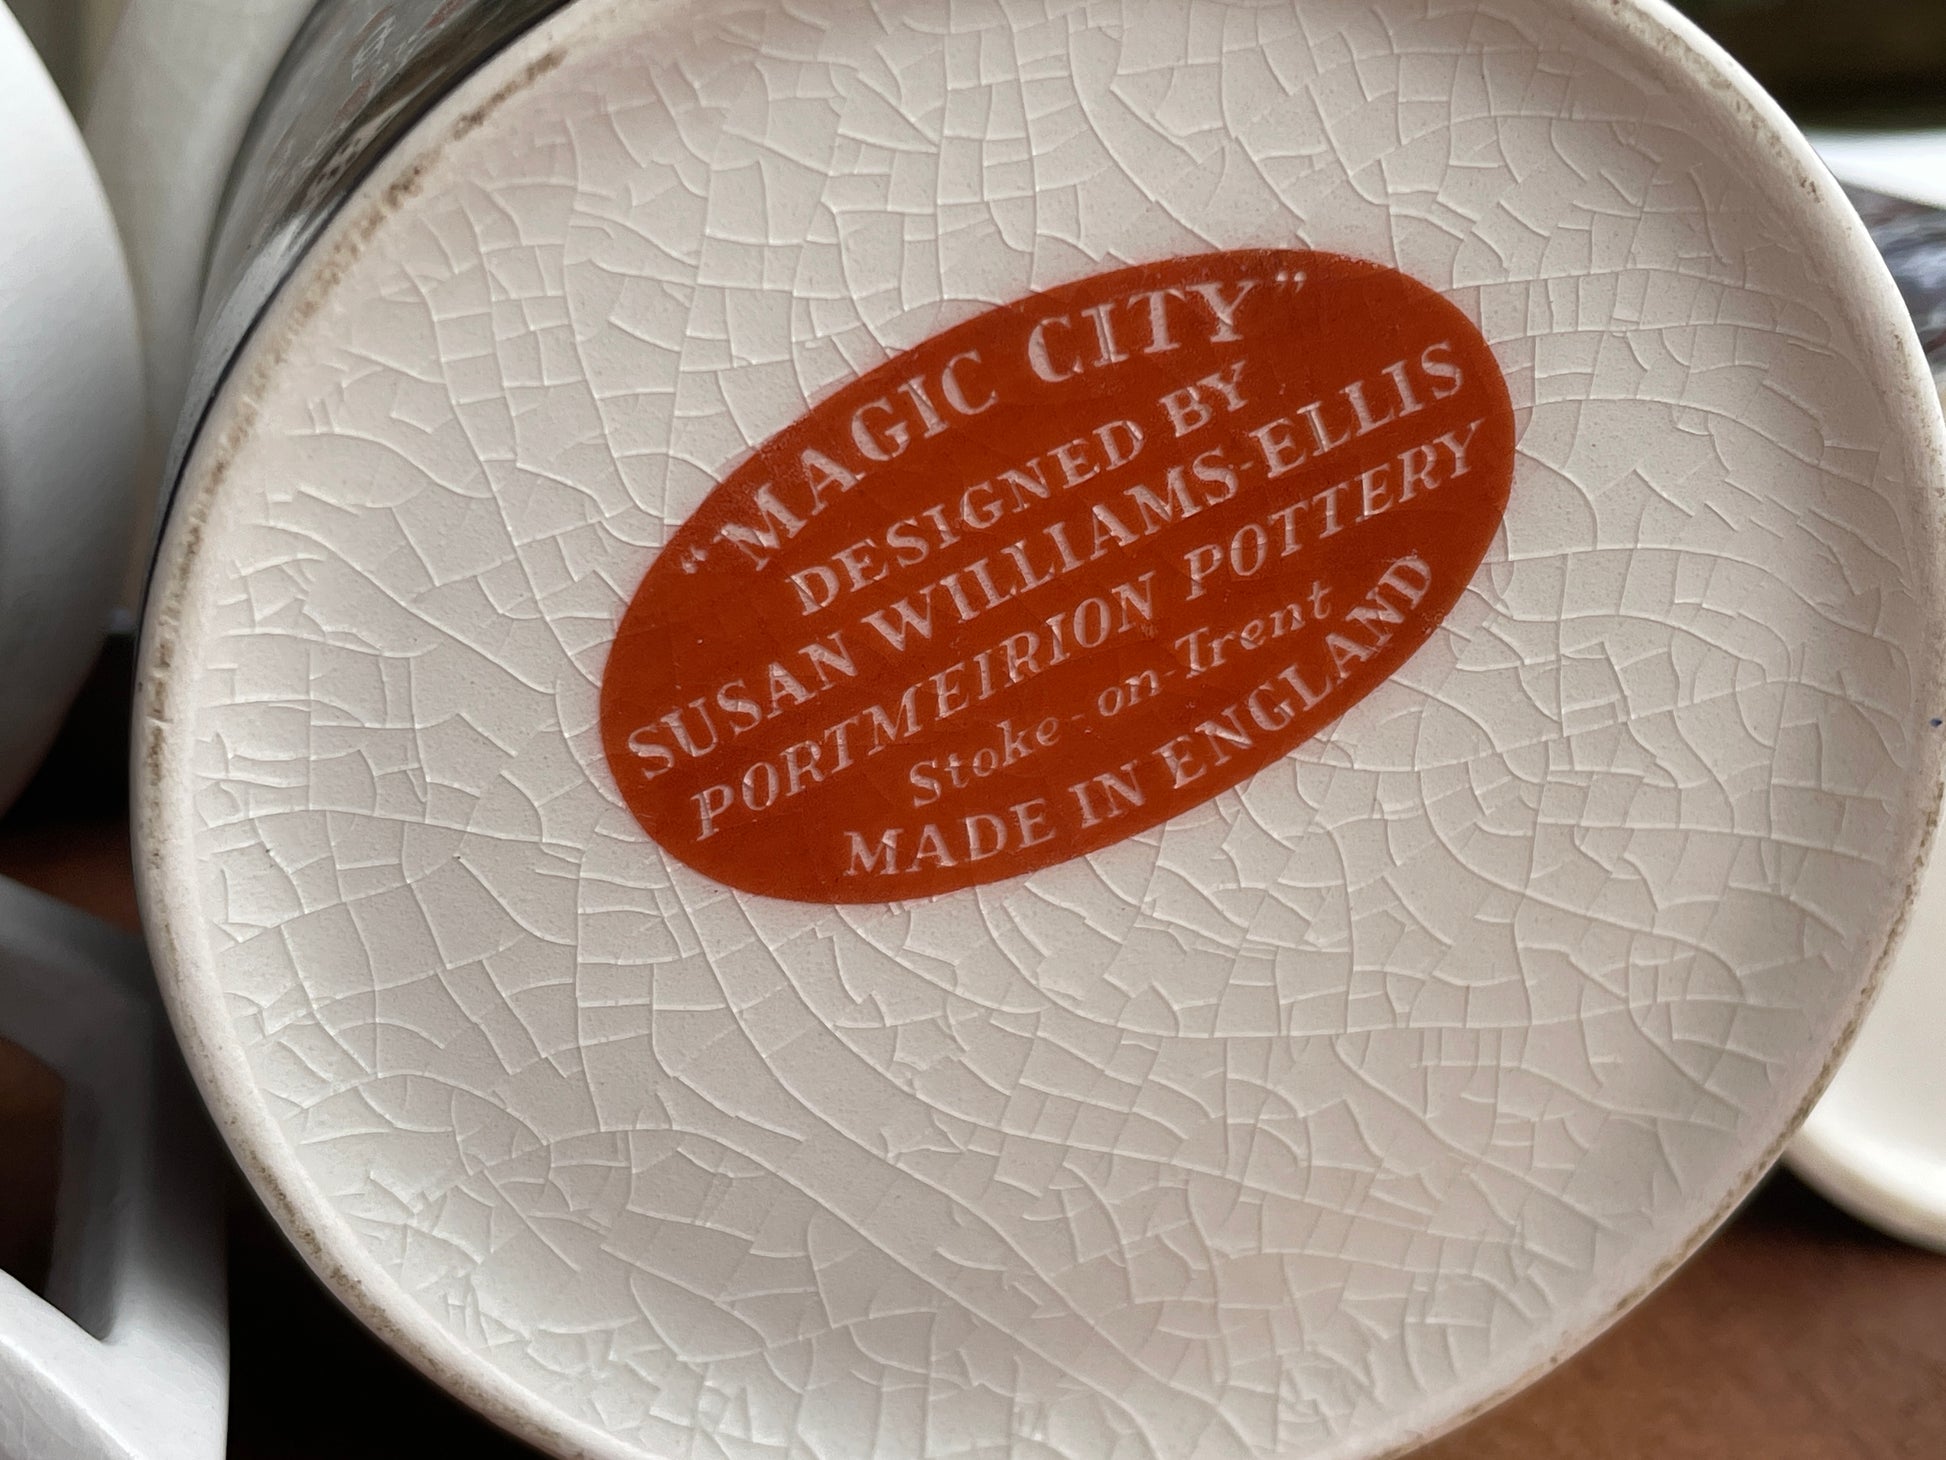 "MAGIC CITY"
DESIGNED BY
SUSAN WILLIAMS-ELLIS
PORTMEIRION POTTERY
Stoke-on-Trent
MADE IN ENGLAND